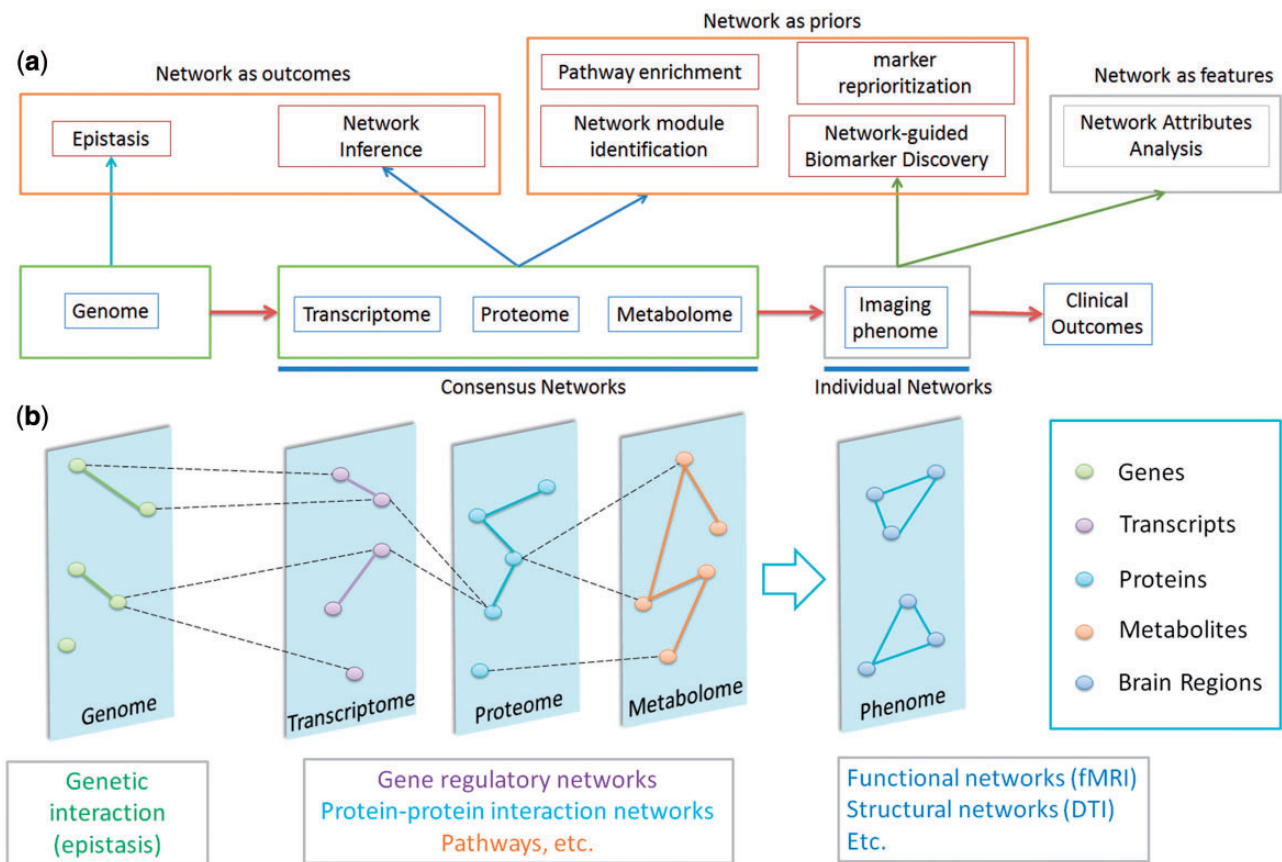 (a)
Network as outcomes
Epistasis
Network
Inference
Network as priors
Pathway enrichment
marker
reprioritization
Network module
identification
Network-guided
Biomarker Discovery
Network as features
Network Attributes
Analysis
Genome
Transcriptome
Proteome
Metabolome
Imaging
phenome
Clinical
Outcomes
Consensus Networks
Individual Networks
(b)
Genome
Transcriptome
Proteome
Metabolome
Phenome
Genes
Transcripts
Proteins
Metabolites
Brain Regions
Genetic
interaction
(epistasis)
Gene regulatory networks
Protein-protein interaction networks
Pathways, etc.
Functional networks (fMRI)
Structural networks (DTI)
Etc.